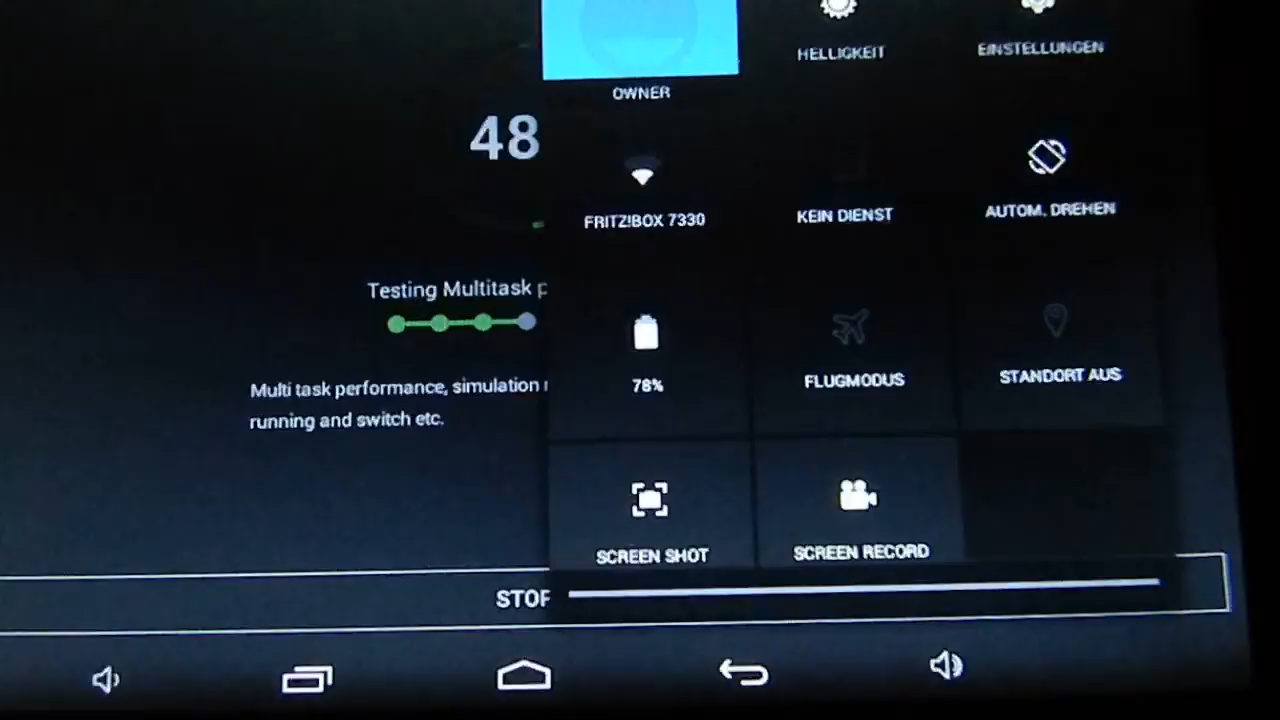 HELLIGKEIT
EINSTELLUNGEN
OWNER
48
FRITZ!BOX 7330
KEIN DIENST
AUTOM. DREHEN
Testing Multitask p
78%
FLUGMODUS
STANDORT AUS
Multi task performance, simulation
running and switch etc.
SCREEN SHOT
SCREEN RECORD
STOP